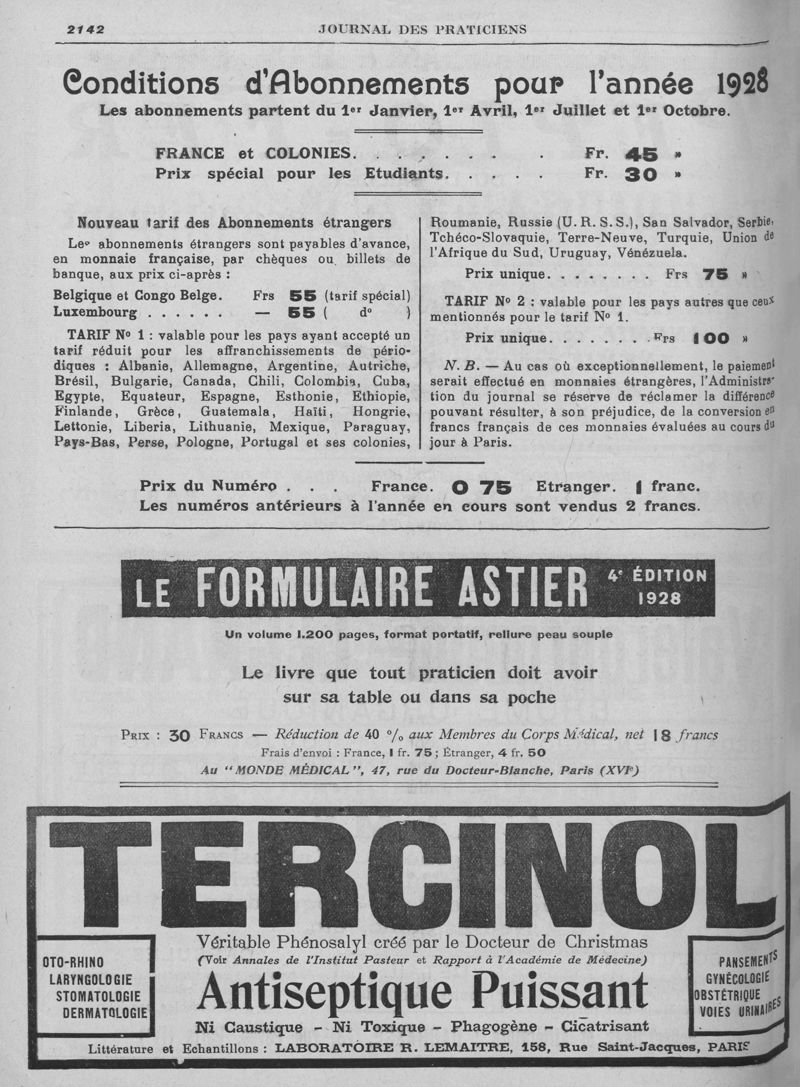 2142
JOURNAL DES PRATICIENS
Conditions d'Abonnements pour l'année 1928
Les abonnements partent du 1er Janvier, 1er Avril, 1er Juillet et 1er Octobre.
FRANCE et COLONIES. . . . . . . . Fr. 45 »
Prix spécial pour les Etudiants. . . . . . Fr. 30 »
Nouveau tarif des Abonnements étrangers
Les abonnements étrangers sont payables d'avance,
en monnaie française, par chèques ou billets de
banque, aux prix ci-après :
Belgique et Congo Belge. Frs 55 (tarif spécial)
Luxembourg . . . . . . — 55 ( do )
TARIF No 1 : valable pour les pays ayant accepté un
tarif réduit pour les affranchissements de pério-
diques : Albanie, Allemagne, Argentine, Autriche,
Brésil, Bulgarie, Canada, Chili, Colombia, Cuba,
Egypte, Equateur, Espagne, Esthonie, Ethiopie,
Finlande, Grèce, Guatemala, Haïti, Hongrie,
Lettonie, Liberia, Lithuanie, Mexique, Paraguay,
Pays-Bas, Perse, Pologne, Portugal et ses colonies,
Roumanie, Russie (U. R. S. S.), San Salvador, Serbie,
Tchéco-Slovaquie, Terre-Neuve, Turquie, Union de
l'Afrique du Sud, Uruguay, Vénézuela.
Prix unique. . . . . . . . Frs 75 »
TARIF No 2 : valable pour les pays autres que ceux
mentionnés pour le tarif No 1.
Prix unique. . . . . . . . Frs 100 »
N. B. — Au cas où exceptionnellement, le paiement
serait effectué en monnaies étrangères, l'Administra-
tion du journal se réserve de réclamer la différence
pouvant résulter, à son préjudice, de la conversion en
francs français de ces monnaies évaluées au cours du
jour à Paris.
Prix du Numéro . . . France. 0 75 Etranger. 1 franc.
Les numéros antérieurs à l'année en cours sont vendus 2 francs.
LE FORMULAIRE ASTIER 4e ÉDITION 1928
Un volume 1.200 pages, format portatif, reliure peau souple
Le livre que tout praticien doit avoir
sur sa table ou dans sa poche
PRIX : 30 FRANCS — Réduction de 40 % aux Membres du Corps Médical, net 18 francs
Frais d'envoi : France, 1 fr. 75 ; Étranger, 4 fr. 50
Au "MONDE MÉDICAL", 47, rue du Docteur-Blanche, Paris (XVIe)
TERCINOL
Véritable Phénosalyl créé par le Docteur de Christmas
(Voir Annales de l'Institut Pasteur et Rapport à l'Académie de Médecine)
OTO-RHINO
LARYNGOLOGIE
STOMATOLOGIE
DERMATOLOGIE
Antiseptique Puissant
Ni Caustique - Ni Toxique - Phagogène - Cicatrisant
PANSEMENTS
GYNÉCOLOGIE
OBSTÉTRIQUE
VOIES URINAIRES
Littérature et Echantillons : LABORATOIRE R. LEMAITRE, 158, Rue Saint-Jacques, PARIS